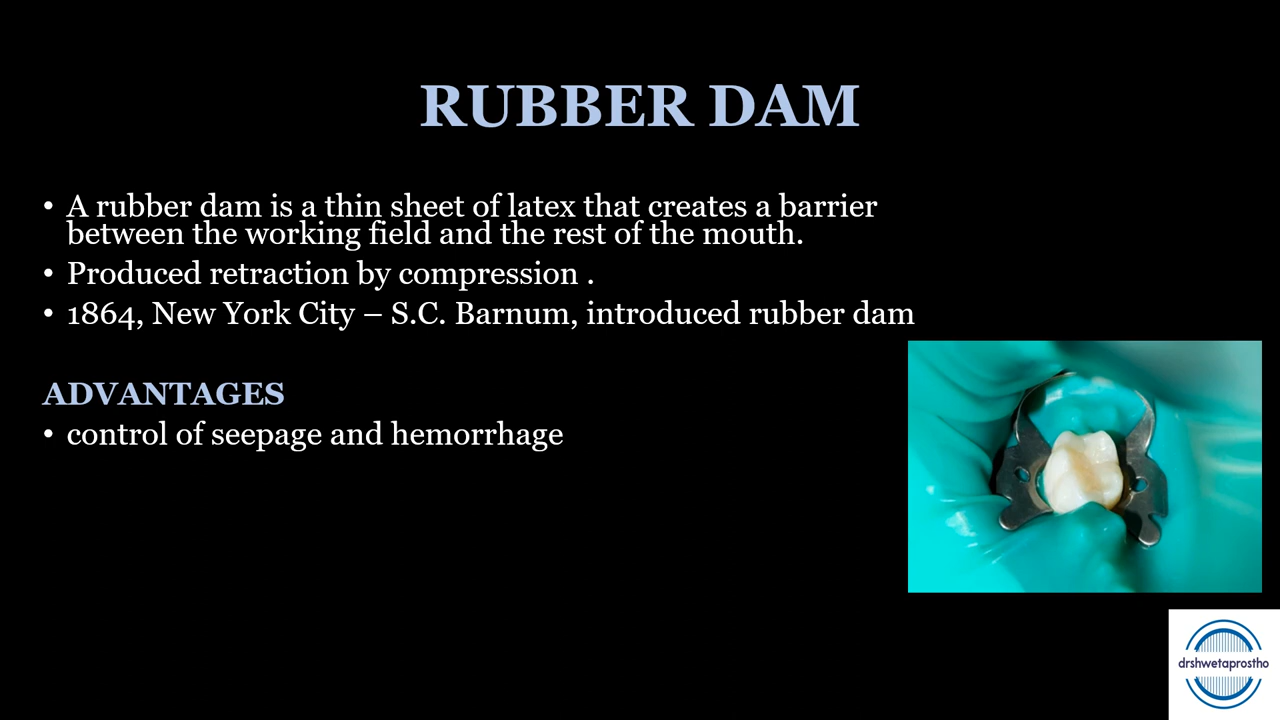 RUBBER DAM
• A rubber dam is a thin sheet of latex that creates a barrier
between the working field and the rest of the mouth.
• Produced retraction by compression .
• 1864, New York City – S.C. Barnum, introduced rubber dam
ADVANTAGES
• control of seepage and hemorrhage
drshwetaprostho